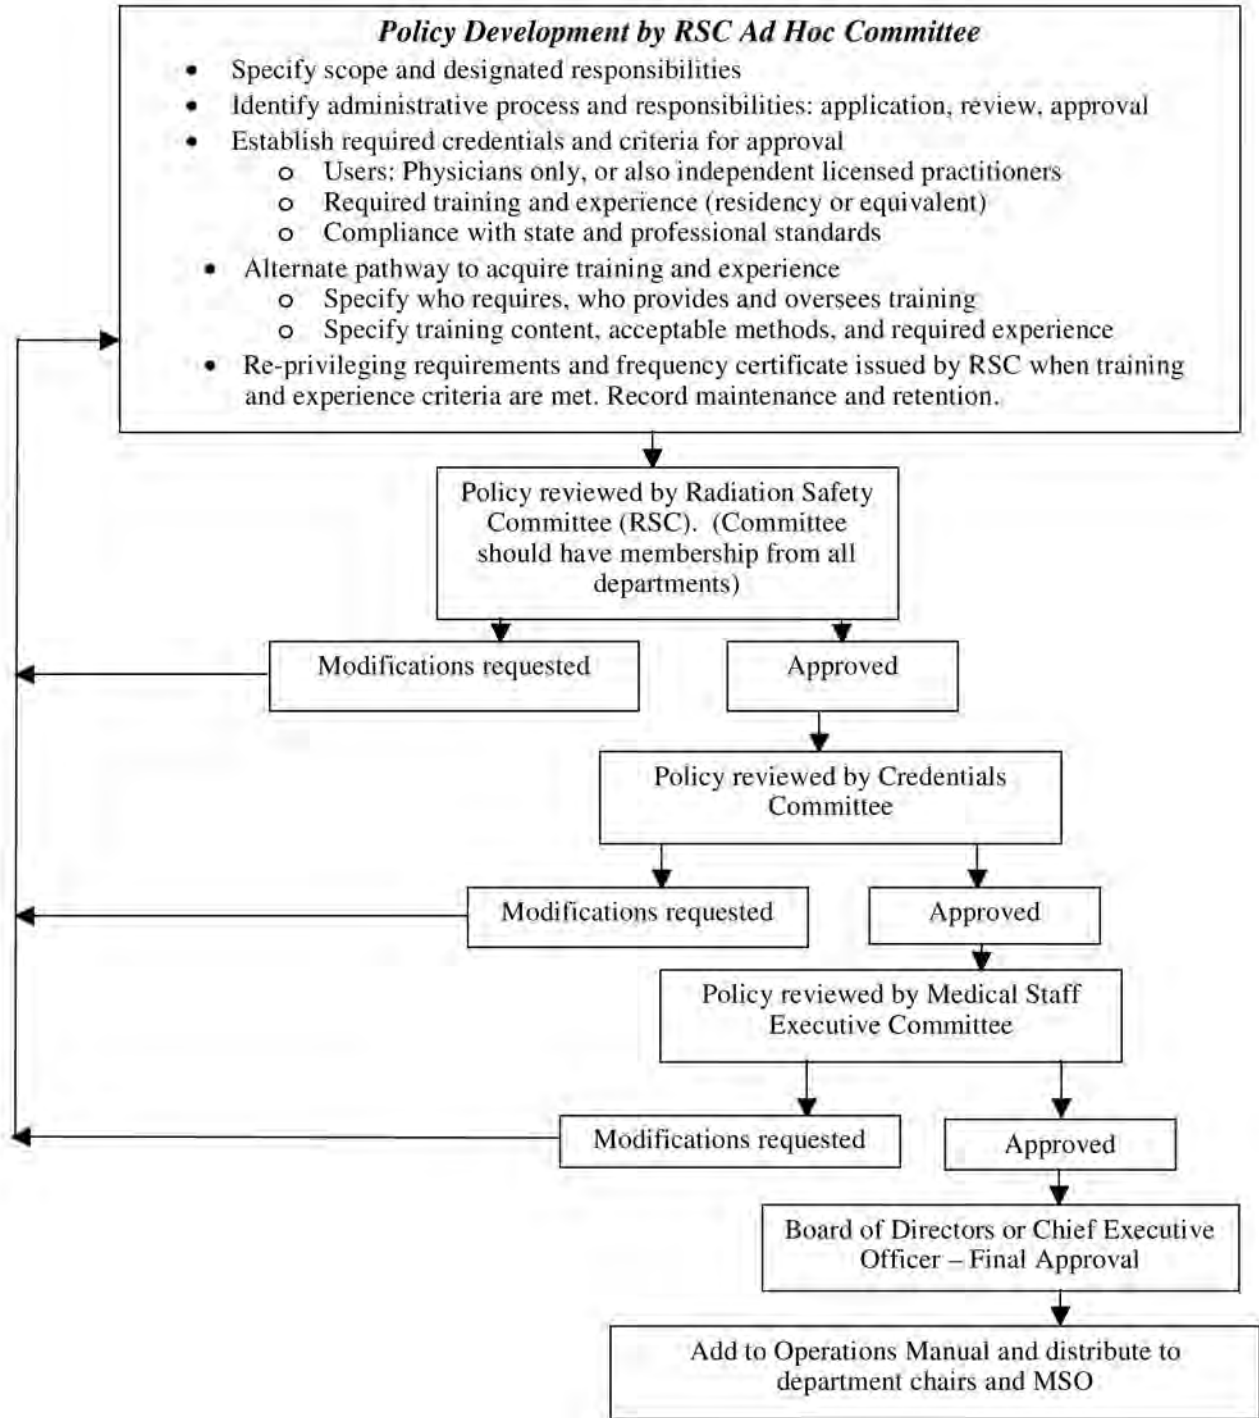 Policy Development by RSC Ad Hoc Committee
• Specify scope and designated responsibilities
• Identify administrative process and responsibilities: application, review, approval
• Establish required credentials and criteria for approval
o Users: Physicians only, or also independent licensed practitioners
o Required training and experience (residency or equivalent)
o Compliance with state and professional standards
• Alternate pathway to acquire training and experience
o Specify who requires, who provides and oversees training
o Specify training content, acceptable methods, and required experience
• Re-privileging requirements and frequency certificate issued by RSC when training
and experience criteria are met. Record maintenance and retention.
Policy reviewed by Radiation Safety
Committee (RSC). (Committee
should have membership from all
departments)
Modifications requested
Approved
Policy reviewed by Credentials
Committee
Modifications requested
Approved
Policy reviewed by Medical Staff
Executive Committee
Modifications requested
Approved
Board of Directors or Chief Executive
Officer – Final Approval
Add to Operations Manual and distribute to
department chairs and MSO